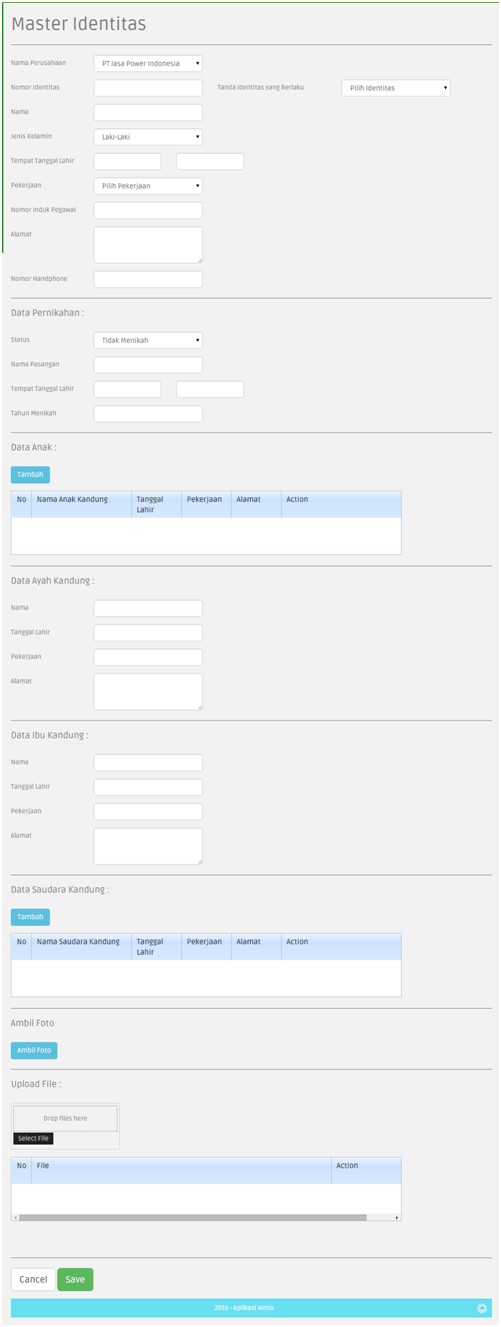 Master Identitas
Nama Perusahaan PT Jasa Power Indonesia
Nomor Identitas Tanda Identitas yang Berlaku Pilih Identitas
Nama
Jenis Kelamin Laki-Laki
Tempat Tanggal Lahir
Pekerjaan Pilih Pekerjaan
Nomor Induk Pegawai
Alamat
Nomor Handphone
Data Pernikahan :
Status Tidak Menikah
Nama Pasangan
Tempat Tanggal Lahir
Tahun Menikah
Data Anak :
Tambah
No Nama Anak Kandung Tanggal Pekerjaan Alamat Action
Lahir
Data Ayah Kandung :
Nama
Tanggal Lahir
Pekerjaan
Alamat
Data Ibu Kandung :
Nama
Tanggal Lahir
Pekerjaan
Alamat
Data Saudara Kandung :
Tambah
No Nama Saudara Kandung Tanggal Pekerjaan Alamat Action
Lahir
Ambil Foto
Ambil Foto
Upload File :
Drop files here
Select File
No File Action
Cancel Save
2015 - Aplikasi Aimis